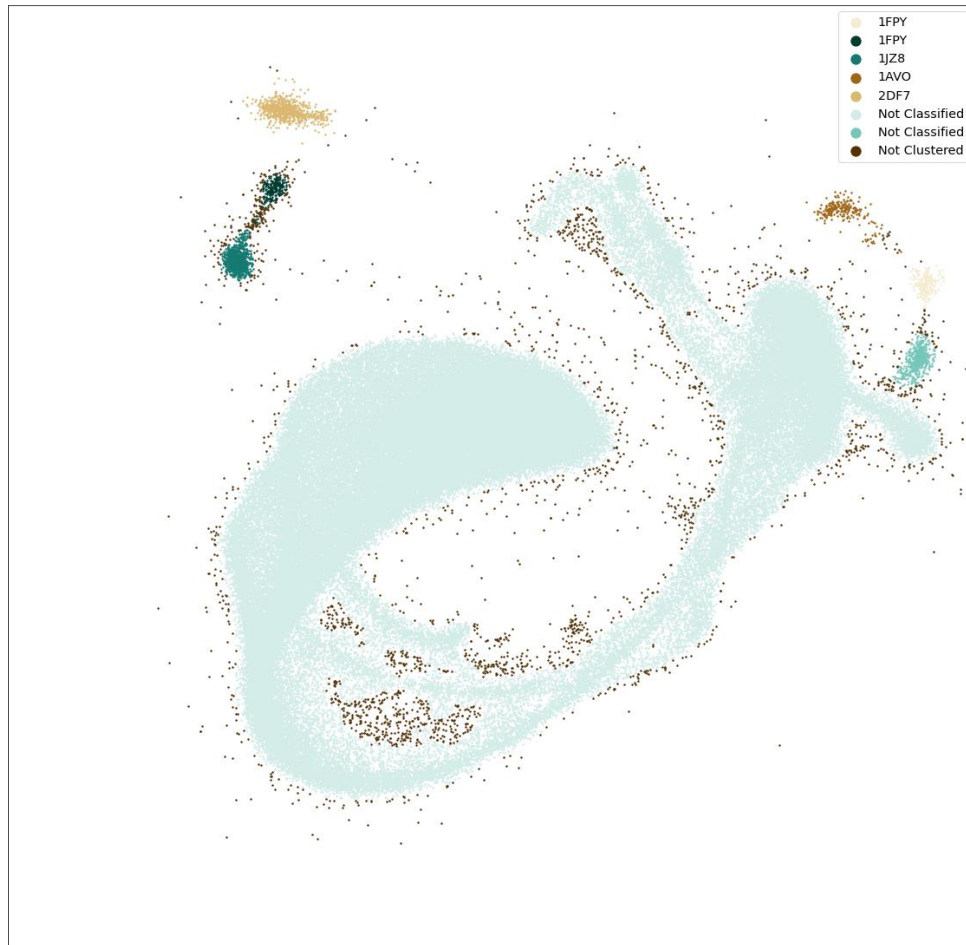 1FPY
1FPY
1JZ8
1AVO
2DF7
Not Classified
Not Classified
Not Clustered